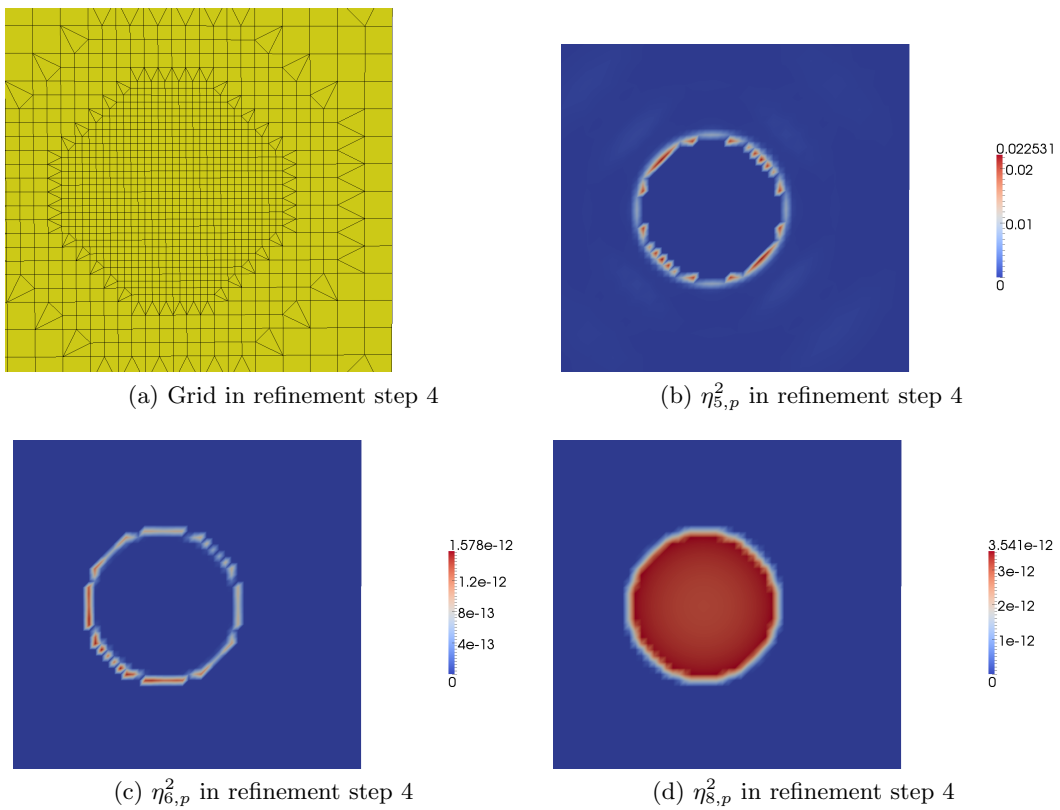 0.022531
0.02
0.01
0
(a) Grid in refinement step 4
(b) η²₅,ₚ in refinement step 4
1.578e-12
1.2e-12
8e-13
4e-13
0
3.541e-12
3e-12
2e-12
1e-12
0
(c) η²₆,ₚ in refinement step 4
(d) η²₈,ₚ in refinement step 4